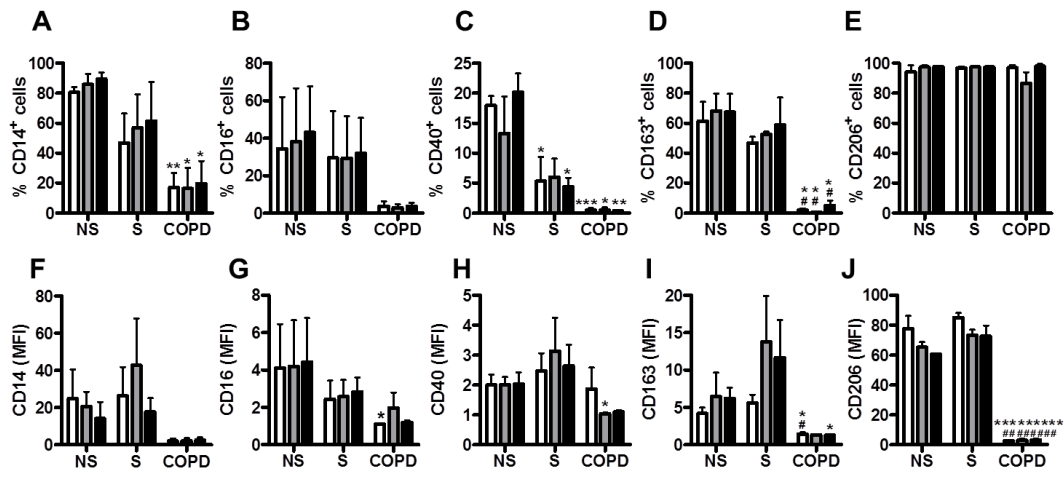 A
% CD14+ cells
100
80
60
40
20
0
** * *
NS S COPD
B
% CD16+ cells
80
60
40
20
0
NS S COPD
C
% CD40+ cells
25
20
15
10
5
0
* *
*** * **
NS S COPD
D
% CD163+ cells
100
80
60
40
20
0
* * *
# # #
NS S COPD
E
% CD206+ cells
100
80
60
40
20
0
NS S COPD
F
CD14 (MFI)
80
60
40
20
0
NS S COPD
G
CD16 (MFI)
8
6
4
2
0
*
NS S COPD
H
CD40 (MFI)
5
4
3
2
1
0
*
NS S COPD
I
CD163 (MFI)
20
15
10
5
0
* *
#
NS S COPD
J
CD206 (MFI)
100
80
60
40
20
0
*********
## ### ###
NS S COPD